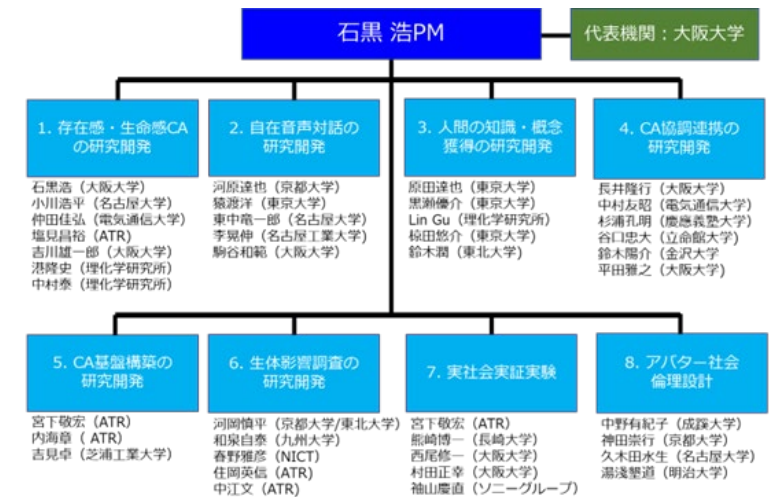 石黒 浩PM
代表機関：大阪大学
1. 存在感・生命感CA
の研究開発
石黒浩（大阪大学）
小川浩平（名古屋大学）
仲田佳弘（電気通信大学）
塩見昌裕（ATR）
吉川雄一郎（大阪大学）
港隆史（理化学研究所）
中村泰（理化学研究所）
2. 自在音声対話の
研究開発
河原達也（京都大学）
猿渡洋（東京大学）
東中竜一郎（名古屋大学）
李晃伸（名古屋工業大学）
駒谷和範（大阪大学）
3. 人間の知識・概念
獲得の研究開発
原田達也（東京大学）
黒瀬優介（東京大学）
Lin Gu（理化学研究所）
椋田悠介（東京大学）
鈴木潤（東北大学）
4. CA協調連携の
研究開発
長井隆行（大阪大学）
中村友昭（電気通信大学）
杉浦孔明（慶應義塾大学）
谷口忠大（立命館大学）
鈴木陽介（金沢大学
平田雅之（大阪大学）
5. CA基盤構築の
研究開発
宮下敬宏（ATR）
内海章（ ATR）
吉見卓（芝浦工業大学）
6. 生体影響調査の
研究開発
河岡慎平（京都大学/東北大学）
和泉自泰（九州大学）
春野雅彦（NICT）
住岡英信（ATR）
中江文（ATR）
7. 実社会実証実験
宮下敬宏（ATR）
熊崎博一（長崎大学）
西尾修一（大阪大学）
村田正幸（大阪大学）
袖山慶直（ソニーグループ）
8. アバター社会
倫理設計
中野有紀子（成蹊大学）
神田崇行（京都大学）
久木田水生（名古屋大学）
湯淺墾道（明治大学）